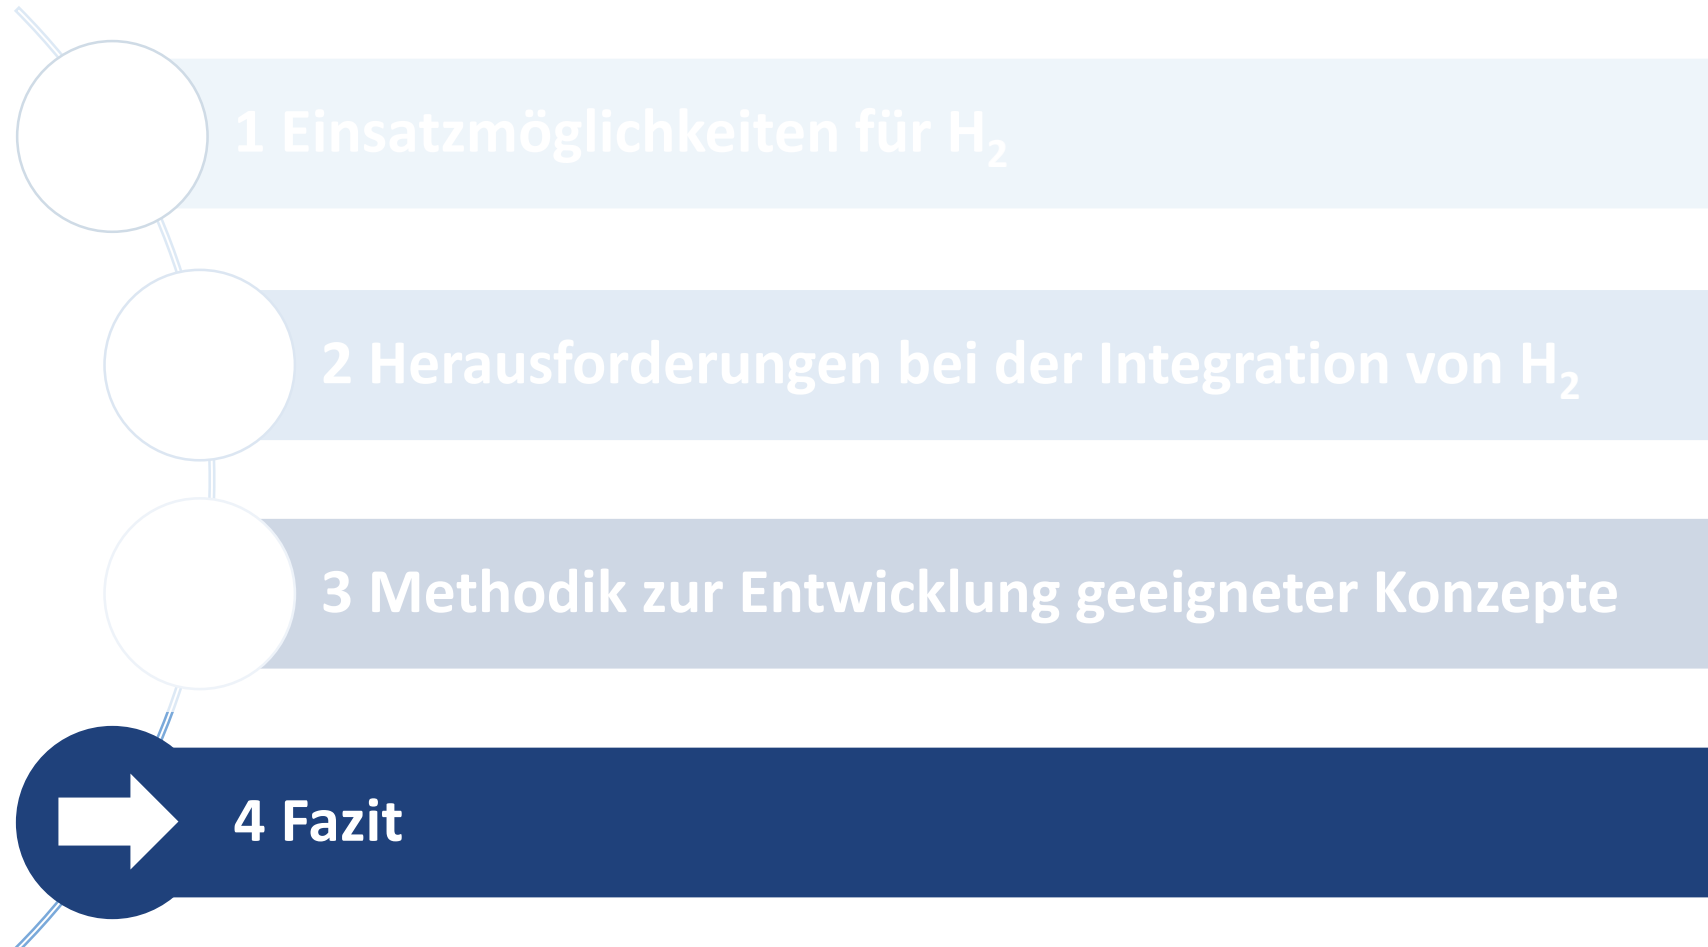 1 Einsatzmöglichkeiten für H₂
2 Herausforderungen bei der Integration von H₂
3 Methodik zur Entwicklung geeigneter Konzepte
4 Fazit